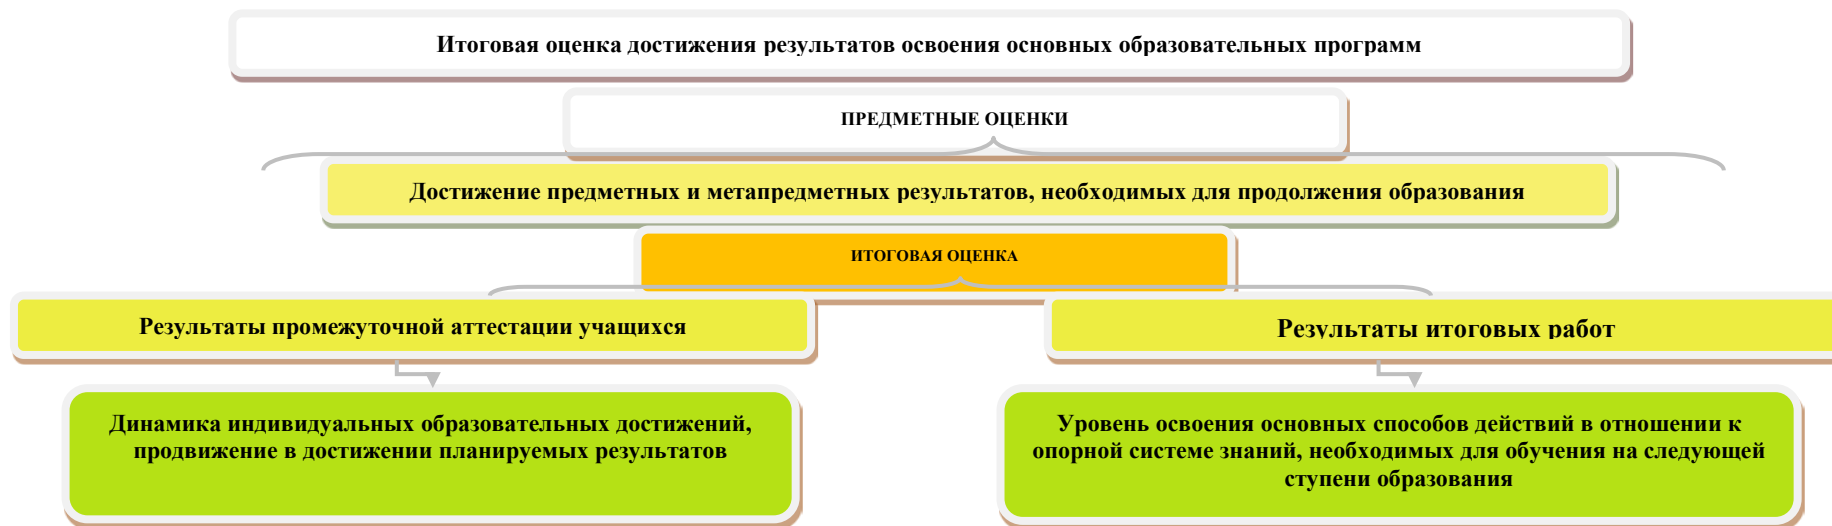 Итоговая оценка достижения результатов освоения основных образовательных программ
ПРЕДМЕТНЫЕ ОЦЕНКИ
Достижение предметных и метапредметных результатов, необходимых для продолжения образования
ИТОГОВАЯ ОЦЕНКА
Результаты промежуточной аттестации учащихся
Результаты итоговых работ
Динамика индивидуальных образовательных достижений,
продвижение в достижении планируемых результатов
Уровень освоения основных способов действий в отношении к
опорной системе знаний, необходимых для обучения на следующей
ступени образования